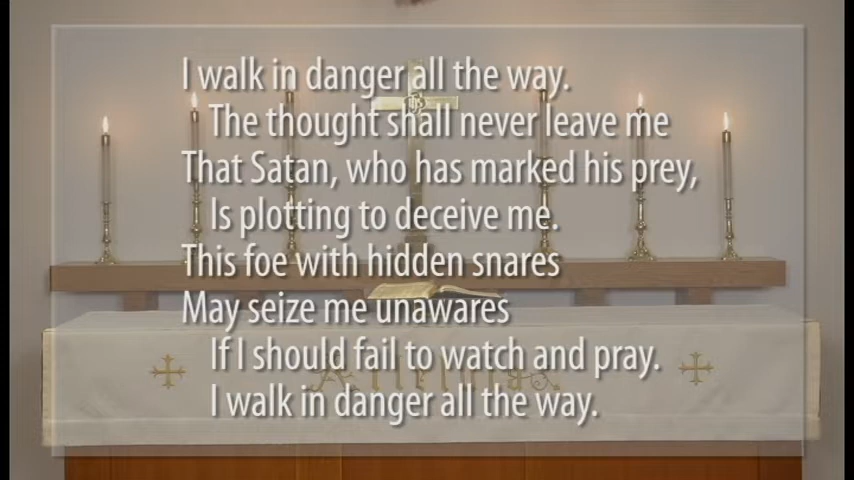 I walk in danger all the way.
The thought shall never leave me
That Satan, who has marked his prey,
Is plotting to deceive me.
This foe with hidden snares
May seize me unawares
If I should fail to watch and pray.
I walk in danger all the way.
Alleluia